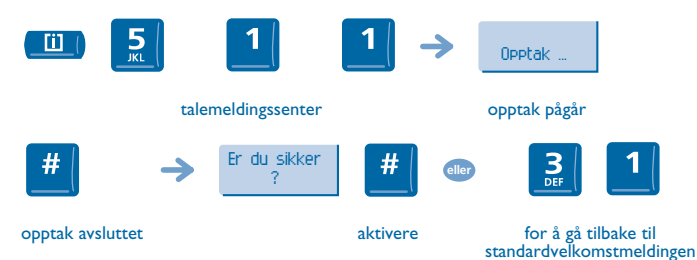 [i] 5 JKL 1 1 Opptak ...
talemeldingssenter opptak pågår
# Er du sikker ? # eller 3 DEF 1
opptak avsluttet aktivere for å gå tilbake til
standardvelkomstmeldingen